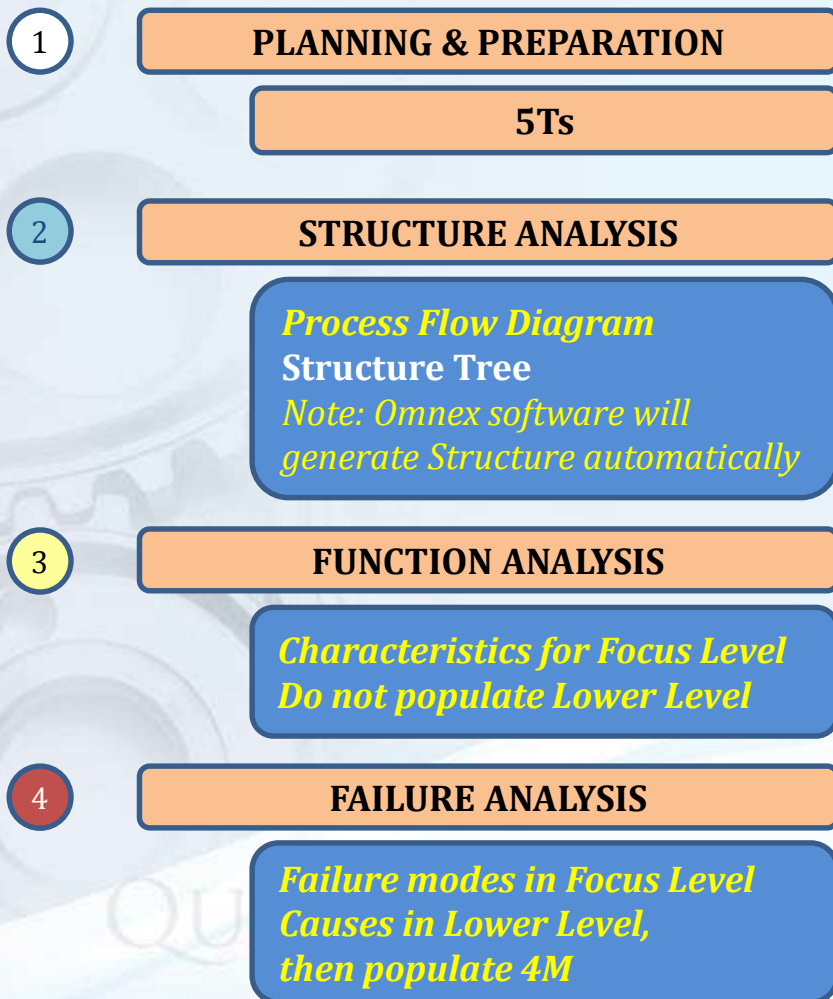 1
PLANNING & PREPARATION
5Ts
2
STRUCTURE ANALYSIS
Process Flow Diagram
Structure Tree
Note: Omnex software will
generate Structure automatically
3
FUNCTION ANALYSIS
Characteristics for Focus Level
Do not populate Lower Level
4
FAILURE ANALYSIS
Failure modes in Focus Level
Causes in Lower Level,
then populate 4M